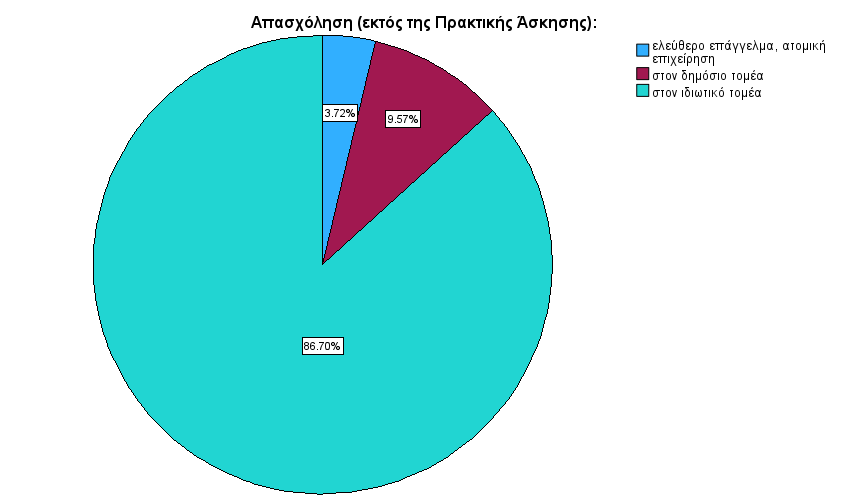 Απασχόληση (εκτός της Πρακτικής Άσκησης):
ελεύθερο επάγγελμα, ατομική
επιχείρηση
στον δημόσιο τομέα
στον ιδιωτικό τομέα
3.72%
9.57%
86.70%